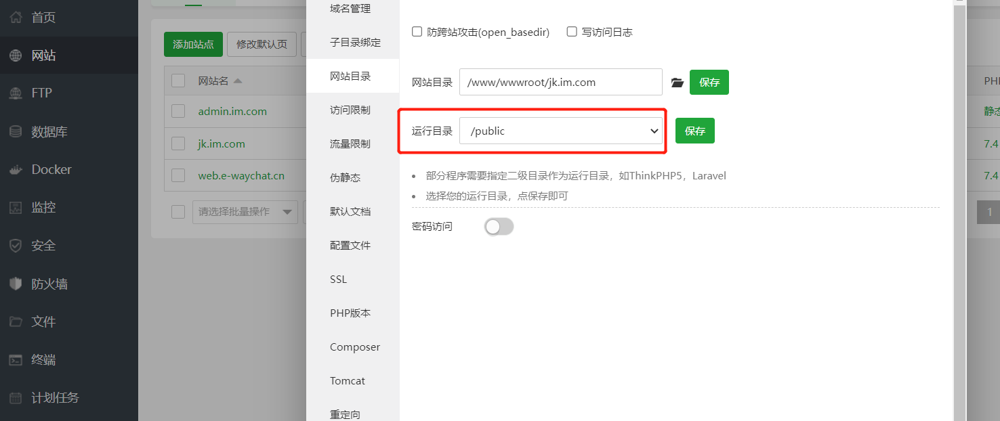 首页
网站
FTP
数据库
Docker
监控
安全
防火墙
文件
终端
计划任务
添加站点
修改默认页
网站名
admin.im.com
jk.im.com
web.e-waychat.cn
请选择批量操作
域名管理
子目录绑定
网站目录
访问限制
流量限制
伪静态
默认文档
配置文件
SSL
PHP版本
Composer
Tomcat
重定向
防跨站攻击(open_basedir) 写访问日志
网站目录 /www/wwwroot/jk.im.com 保存
运行目录 /public 保存
• 部分程序需要指定二级目录作为运行目录，如ThinkPHP5，Laravel
• 选择您的运行目录，点保存即可
密码访问
静态
7.4
7.4
1